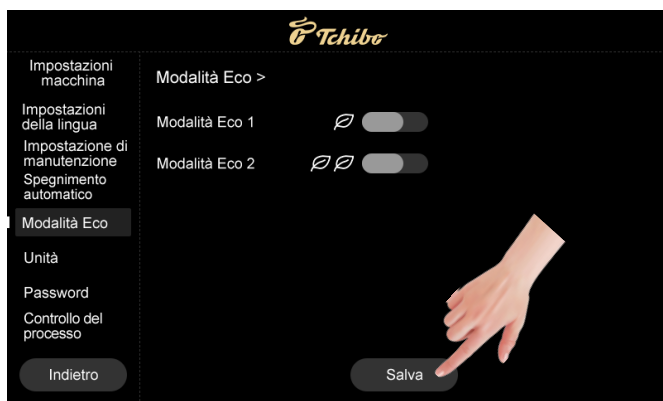 Tchibo
Impostazioni
macchina
Impostazioni
della lingua
Impostazione di
manutenzione
Spegnimento
automatico
Modalità Eco
Unità
Password
Controllo del
processo
Indietro
Modalità Eco >
Modalità Eco 1
Modalità Eco 2
Salva